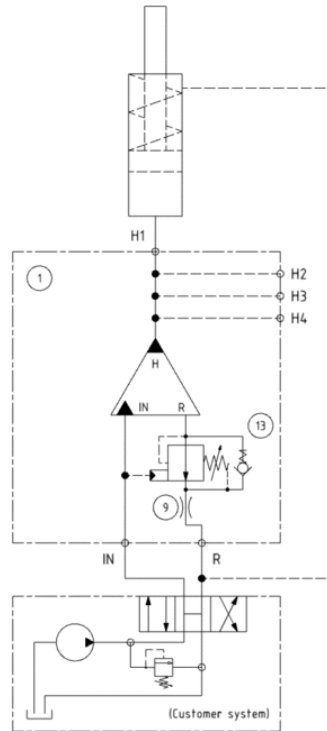 H1
1
H2
H3
H4
H
IN R
13
9
IN R
(Customer system)